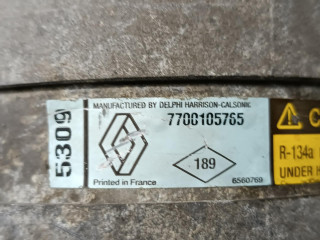 5309
MANUFACTURED BY DELPHI HARRISON-CALSONIC
7700105765
189
Printed in France
6560769
R-134a
UNDER